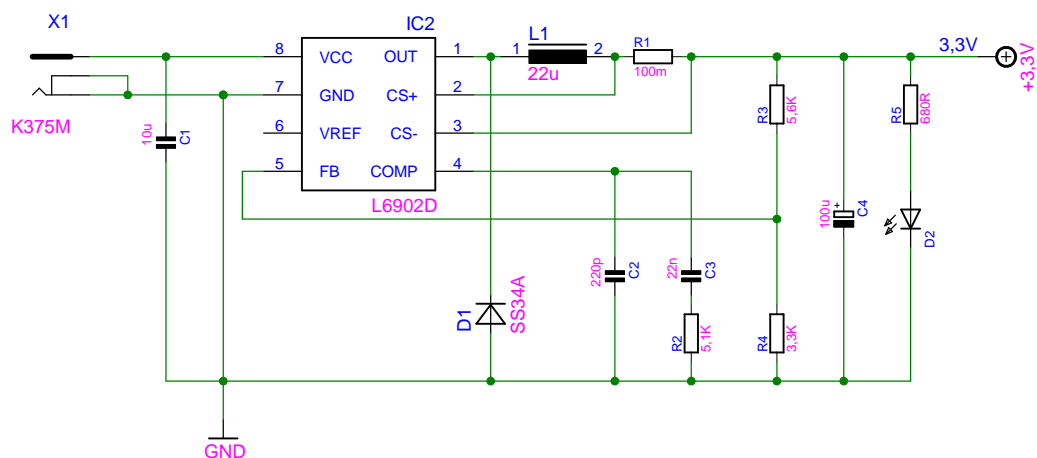 X1
K375M
10u
C1
IC2
8 VCC OUT 1
7 GND CS+ 2
6 VREF CS- 3
5 FB COMP 4
L6902D
L1
1 2
22u
R1
100m
D1
SS34A
220p
C2
22n
C3
R2
5,1K
R3
5,6K
R4
3,3K
100u
+
C4
R5
680R
D2
3,3V
+3,3V
GND